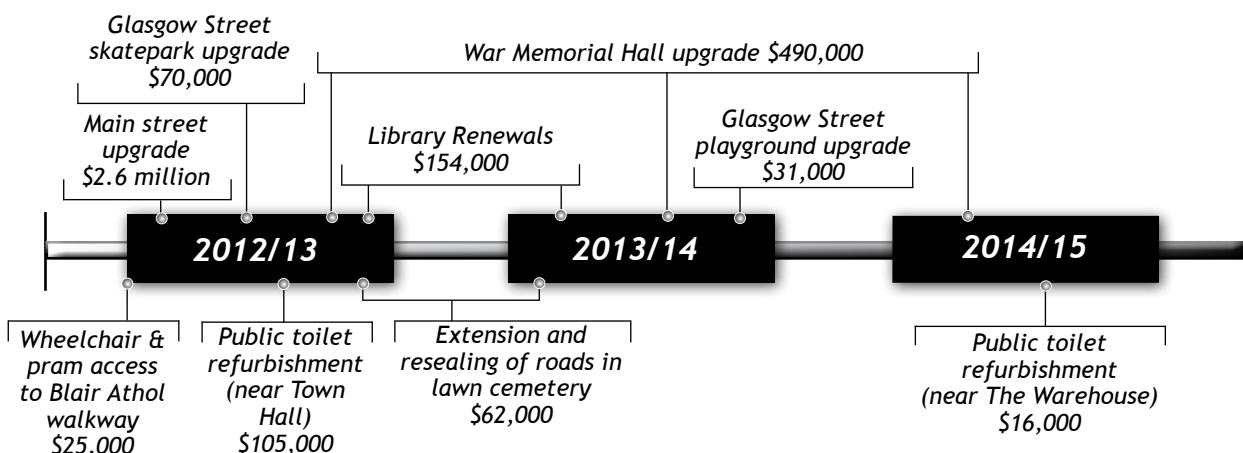 Glasgow Street
skatepark upgrade
$70,000
War Memorial Hall upgrade $490,000
Main street
upgrade
$2.6 million
Library Renewals
$154,000
Glasgow Street
playground upgrade
$31,000
2012/13
2013/14
2014/15
Wheelchair &
pram access
to Blair Athol
walkway
$25,000
Public toilet
refurbishment
(near Town
Hall)
$105,000
Extension and
resealing of roads in
lawn cemetery
$62,000
Public toilet
refurbishment
(near The Warehouse)
$16,000